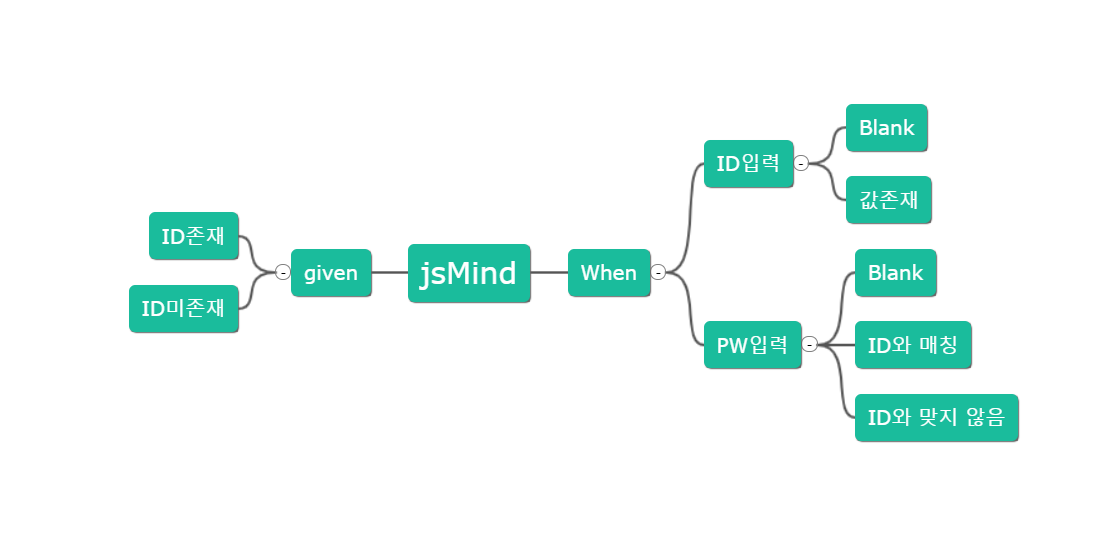 jsMind
given
ID존재
ID미존재
When
ID입력
Blank
값존재
PW입력
Blank
ID와 매칭
ID와 맞지 않음